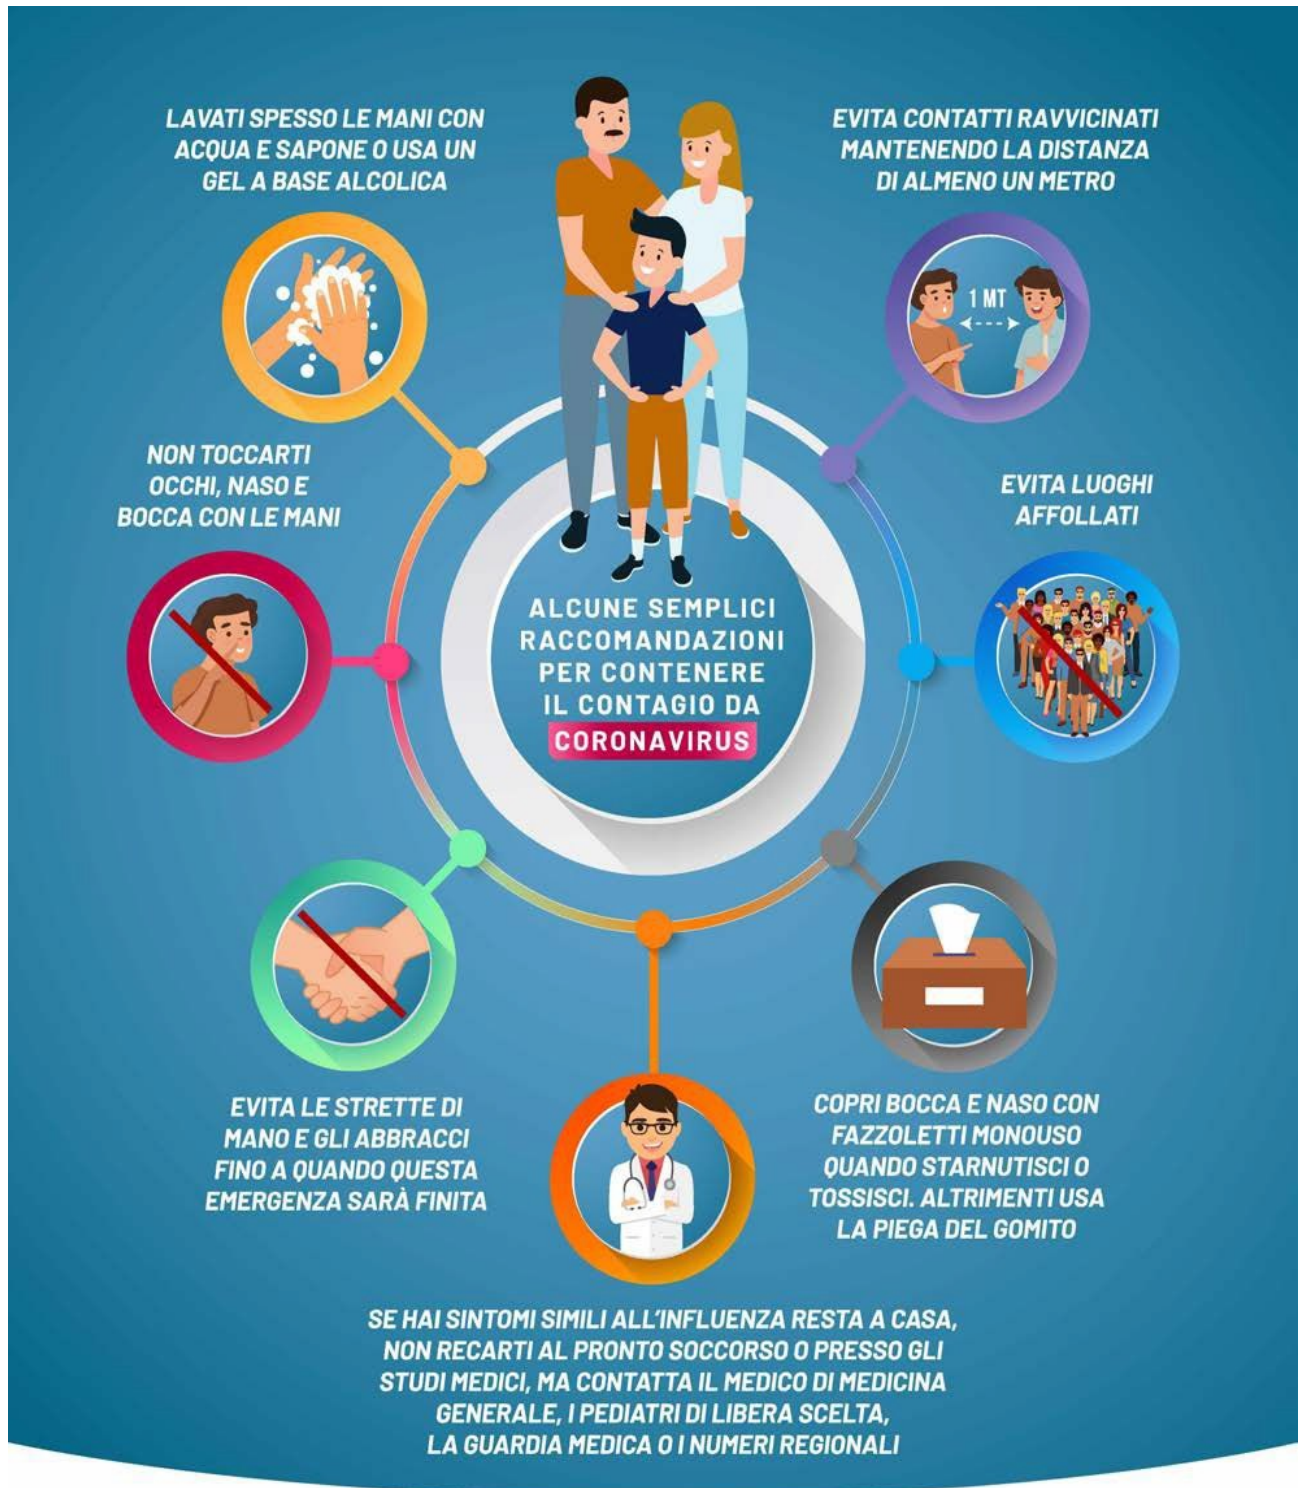 LAVATI SPESSO LE MANI CON
ACQUA E SAPONE O USA UN
GEL A BASE ALCOLICA
EVITA CONTATTI RAVVICINATI
MANTENENDO LA DISTANZA
DI ALMENO UN METRO
1 MT
NON TOCCARTI
OCCHI, NASO E
BOCCA CON LE MANI
EVITA LUOGHI
AFFOLLATI
ALCUNE SEMPLICI
RACCOMANDAZIONI
PER CONTENERE
IL CONTAGIO DA
CORONAVIRUS
EVITA LE STRETTE DI
MANO E GLI ABBRACCI
FINO A QUANDO QUESTA
EMERGENZA SARÀ FINITA
COPRI BOCCA E NASO CON
FAZZOLETTI MONOUSO
QUANDO STARNUTISCI O
TOSSISCI. ALTRIMENTI USA
LA PIEGA DEL GOMITO
SE HAI SINTOMI SIMILI ALL'INFLUENZA RESTA A CASA,
NON RECARTI AL PRONTO SOCCORSO O PRESSO GLI
STUDI MEDICI, MA CONTATTA IL MEDICO DI MEDICINA
GENERALE, I PEDIATRI DI LIBERA SCELTA,
LA GUARDIA MEDICA O I NUMERI REGIONALI